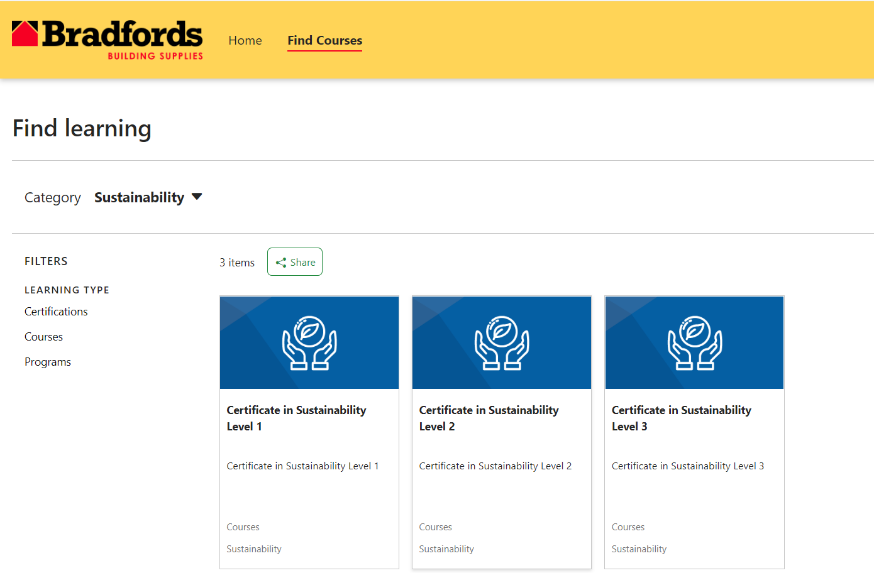 Bradfords
BUILDING SUPPLIES
Home
Find Courses
Find learning
Category Sustainability
FILTERS
LEARNING TYPE
Certifications
Courses
Programs
3 items
Share
Certificate in Sustainability
Level 1
Certificate in Sustainability Level 1
Courses
Sustainability
Certificate in Sustainability
Level 2
Certificate in Sustainability Level 2
Courses
Sustainability
Certificate in Sustainability
Level 3
Certificate in Sustainability Level 3
Courses
Sustainability